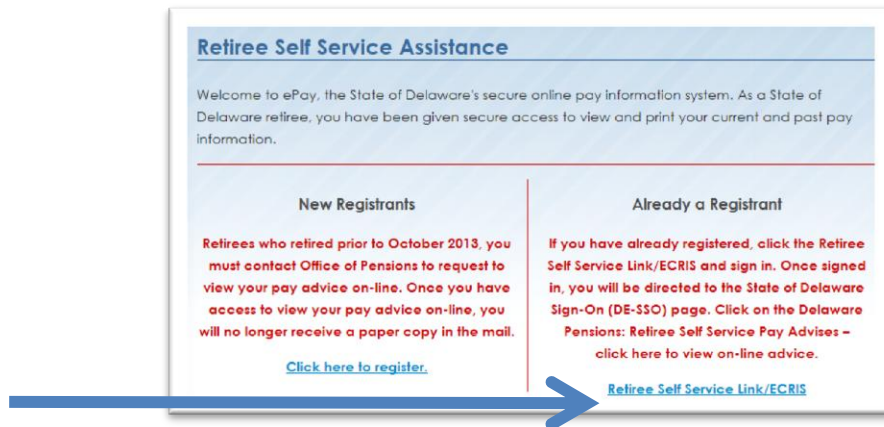 Retiree Self Service Assistance
Welcome to ePay, the State of Delaware's secure online pay information system. As a State of
Delaware retiree, you have been given secure access to view and print your current and past pay
information.
New Registrants
Retirees who retired prior to October 2013, you
must contact Office of Pensions to request to
view your pay advice on-line. Once you have
access to view your pay advice on-line, you
will no longer receive a paper copy in the mail.
Click here to register.
Already a Registrant
If you have already registered, click the Retiree
Self Service Link/ECRIS and sign in. Once signed
in, you will be directed to the State of Delaware
Sign-On (DE-SSO) page. Click on the Delaware
Pensions: Retiree Self Service Pay Advises –
click here to view on-line advice.
Retiree Self Service Link/ECRIS